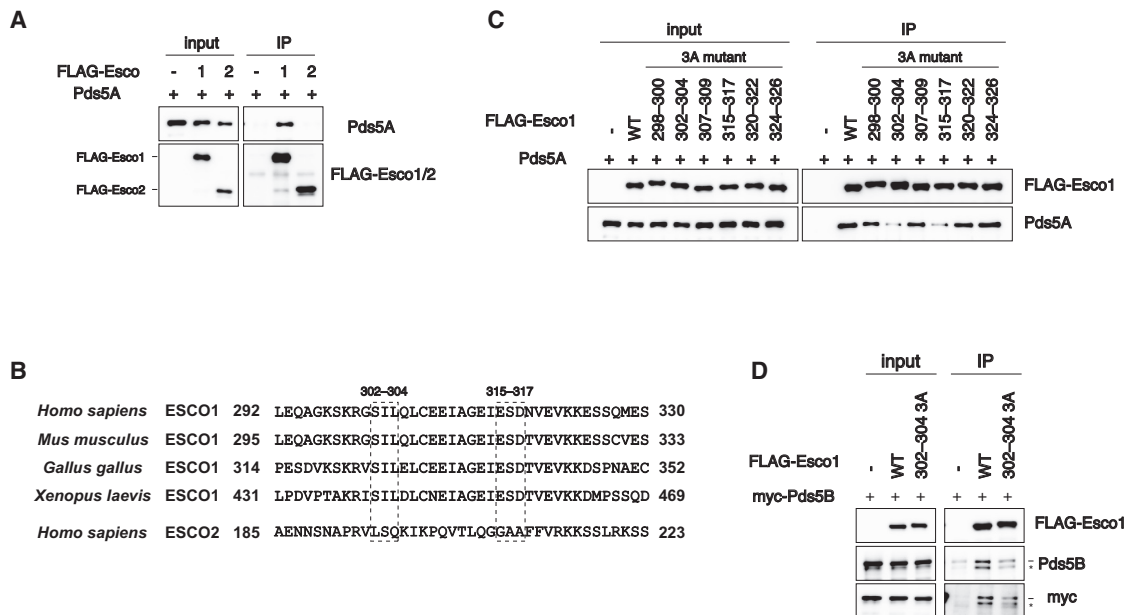 A
input IP
FLAG-Esco - 1 2 - 1 2
Pds5A + + + + + +
Pds5A
FLAG-Esco1
FLAG-Esco2
FLAG-Esco1/2
C
input IP
3A mutant 3A mutant
FLAG-Esco1 - WT 298–300 302–304 307–309 315–317 320–322 324–326 - WT 298–300 302–304 307–309 315–317 320–322 324–326
Pds5A + + + + + + + + + + + + + + + +
FLAG-Esco1
Pds5A
B
302–304 315–317
Homo sapiens ESCO1 292 LEQAGKSKRGSILQLCEEIAGEIESDNVEVKKESSQMES 330
Mus musculus ESCO1 295 LEQAGKSKRGSILQLCEEIAGEIESDTVEVKKESSCVES 333
Gallus gallus ESCO1 314 PESDVKSKRVSILELCEEIAGEIESDTVEVKKDSPNAEC 352
Xenopus laevis ESCO1 431 LPDVPTAKRISILDLCNEIAGEIESDTVEVKKDMPSSQD 469
Homo sapiens ESCO2 185 AENNSNAPRVLSQKIKPQVTLQGGAAFFVRKKSSLRKSS 223
D
input IP
FLAG-Esco1 - WT 302–304 3A - WT 302–304 3A
myc-Pds5B + + + + + +
FLAG-Esco1
Pds5B
*
myc
*